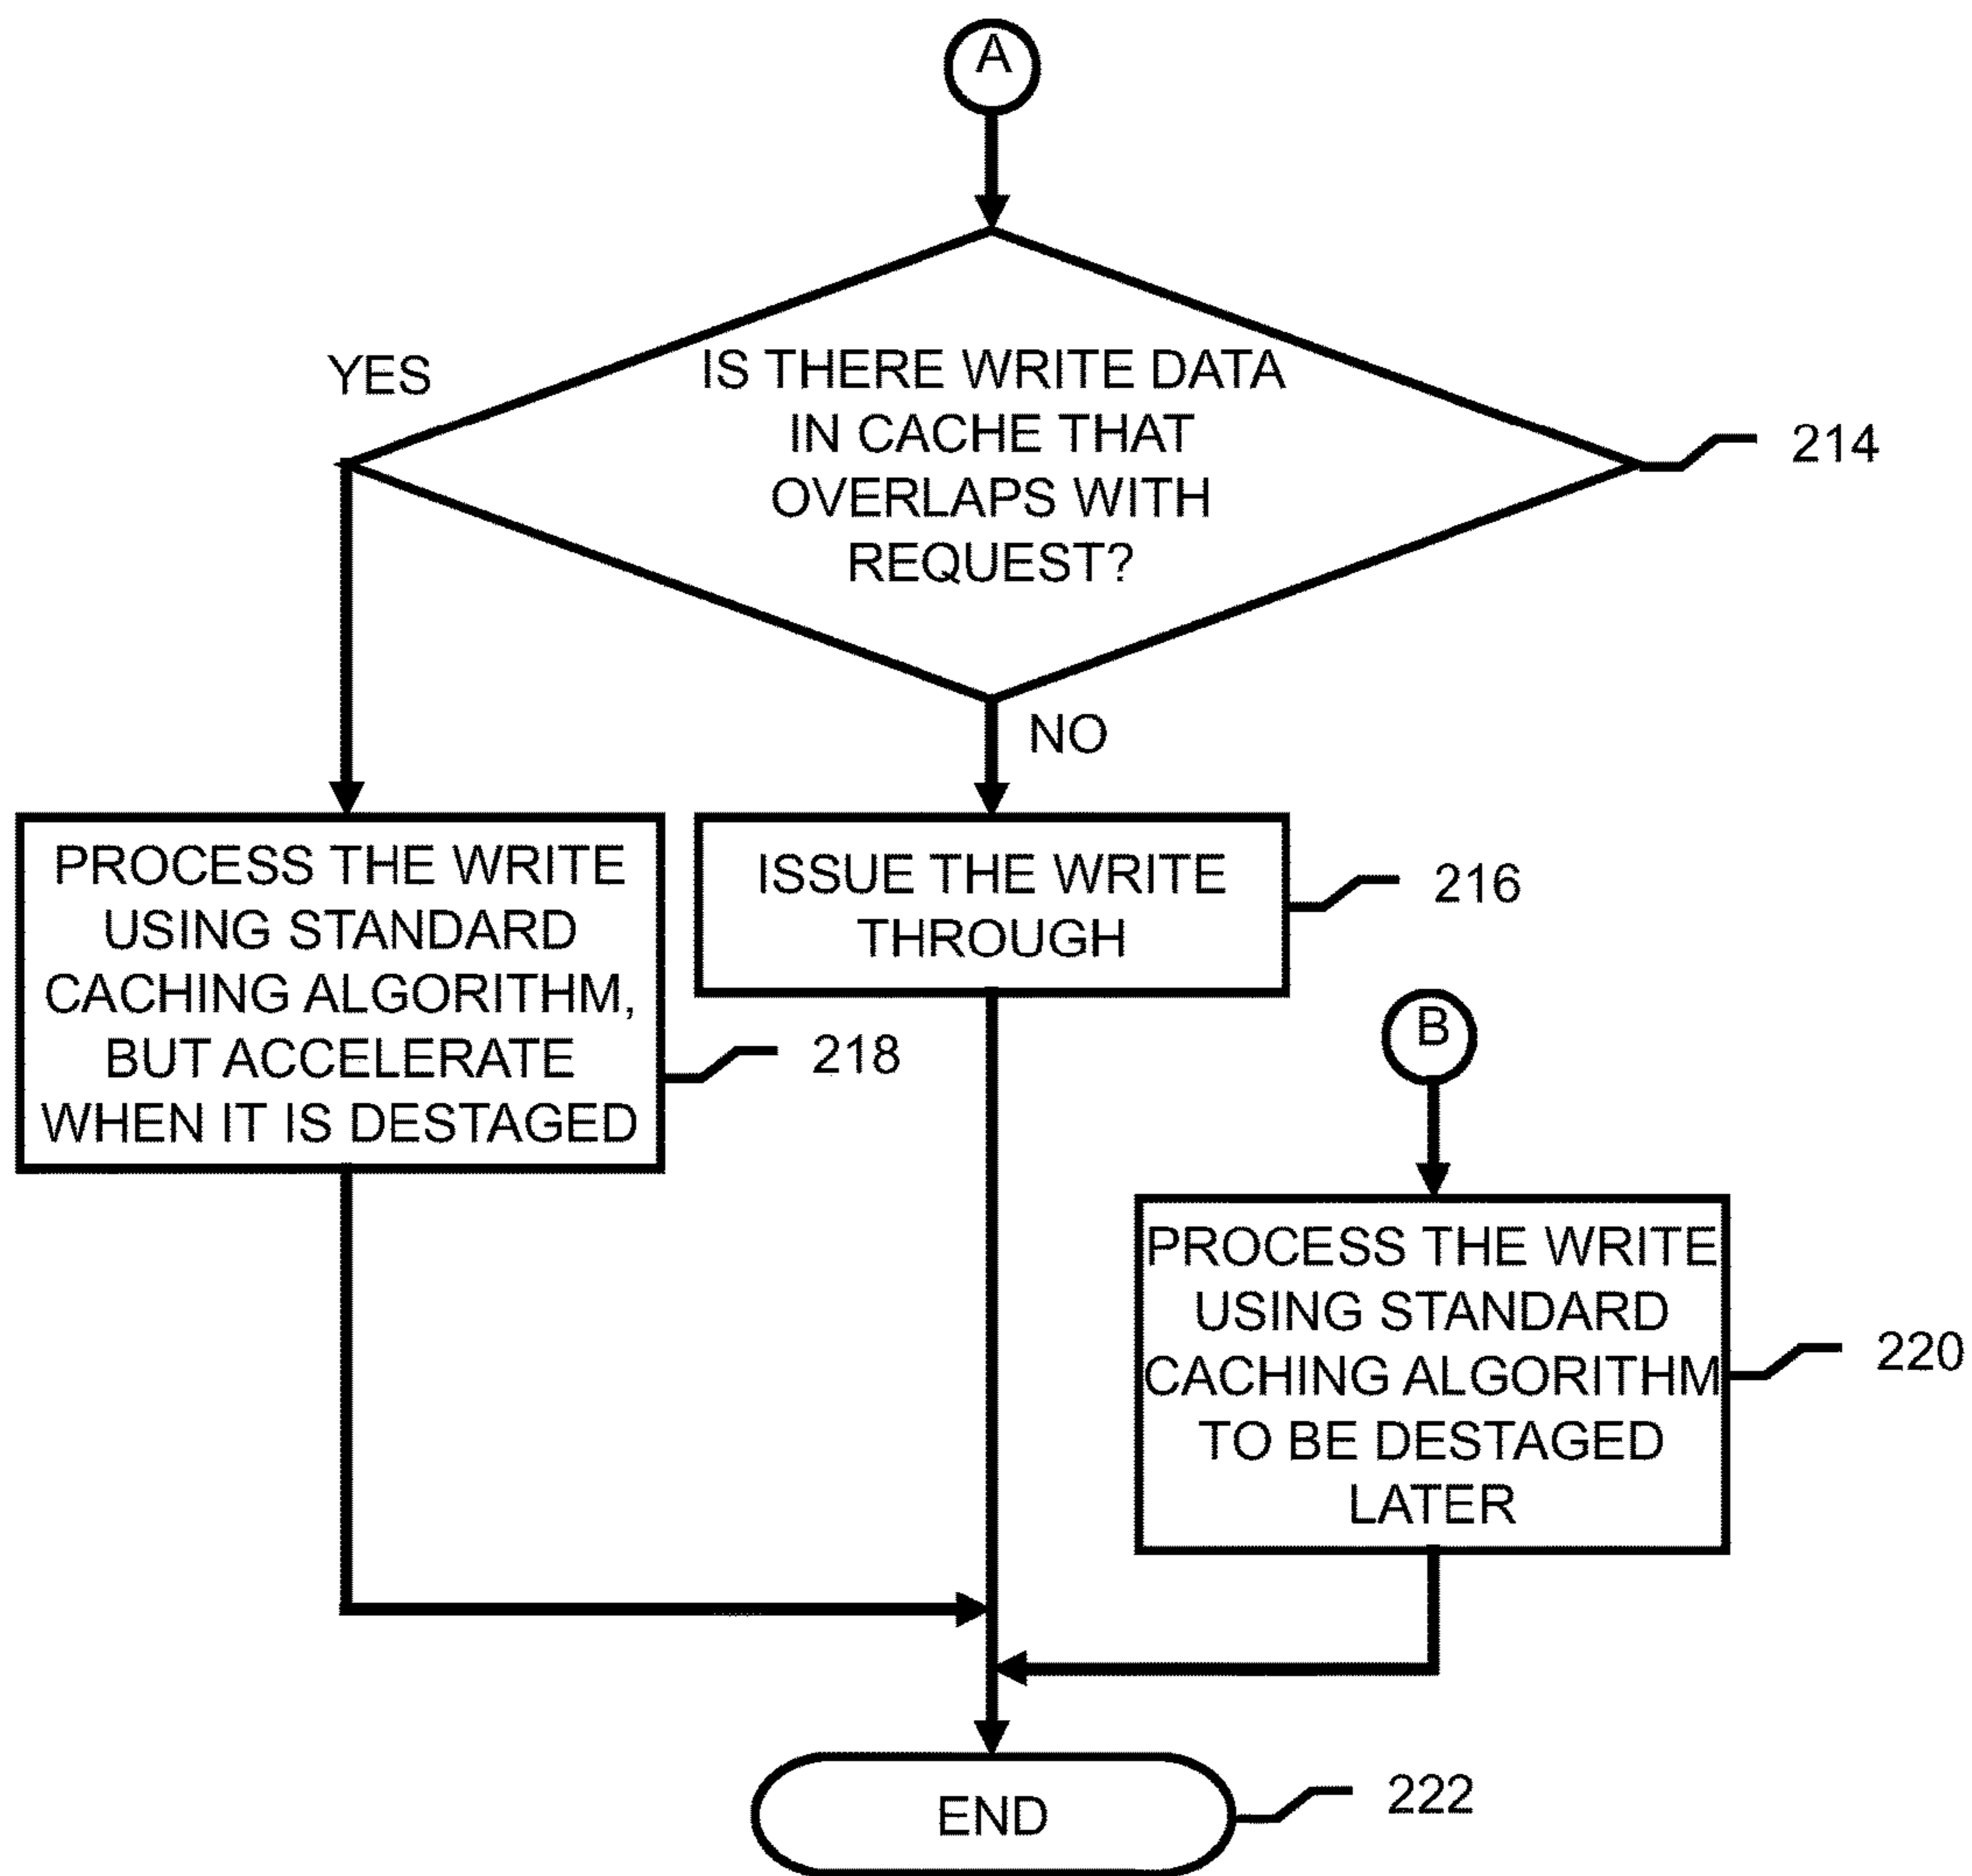 A
YES
IS THERE WRITE DATA
IN CACHE THAT
OVERLAPS WITH
REQUEST?
214
NO
PROCESS THE WRITE
USING STANDARD
CACHING ALGORITHM,
BUT ACCELERATE
WHEN IT IS DESTAGED
218
ISSUE THE WRITE
THROUGH
216
B
PROCESS THE WRITE
USING STANDARD
CACHING ALGORITHM
TO BE DESTAGED
LATER
220
END
222